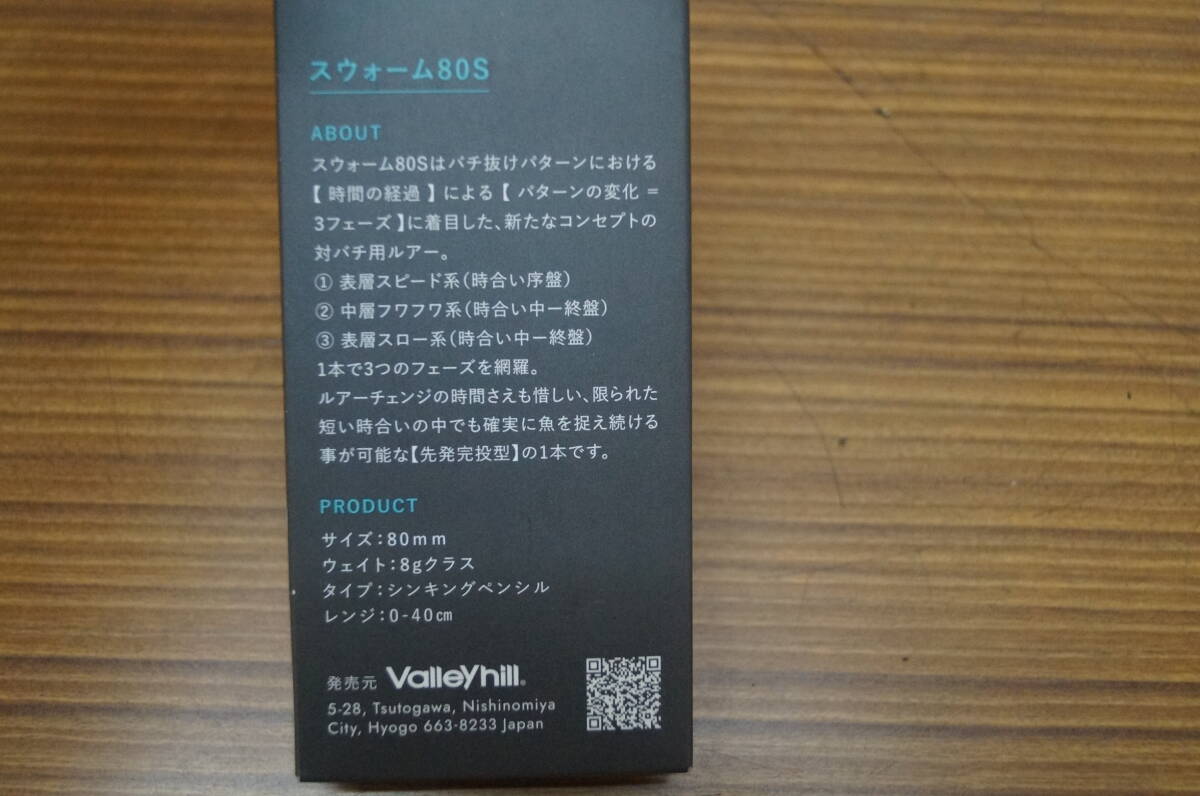 スウォーム80S
ABOUT
スウォーム80Sはバチ抜けパターンにおける
【 時間の経過 】による【 パターンの変化 =
3フェーズ】に着目した、新たなコンセプトの
対バチ用ルアー。
① 表層スピード系(時合い序盤)
② 中層フワフワ系(時合い中ー終盤)
③ 表層スロー系(時合い中ー終盤)
1本で3つのフェーズを網羅。
ルアーチェンジの時間さえも惜しい、限られた
短い時合いの中でも確実に魚を捉え続ける
事が可能な【先発完投型】の1本です。
PRODUCT
サイズ:80mm
ウェイト:8gクラス
タイプ:シンキングペンシル
レンジ:0-40㎝
発売元 Valleyhill®
5-28, Tsutogawa, Nishinomiya
City, Hyogo 663-8233 Japan